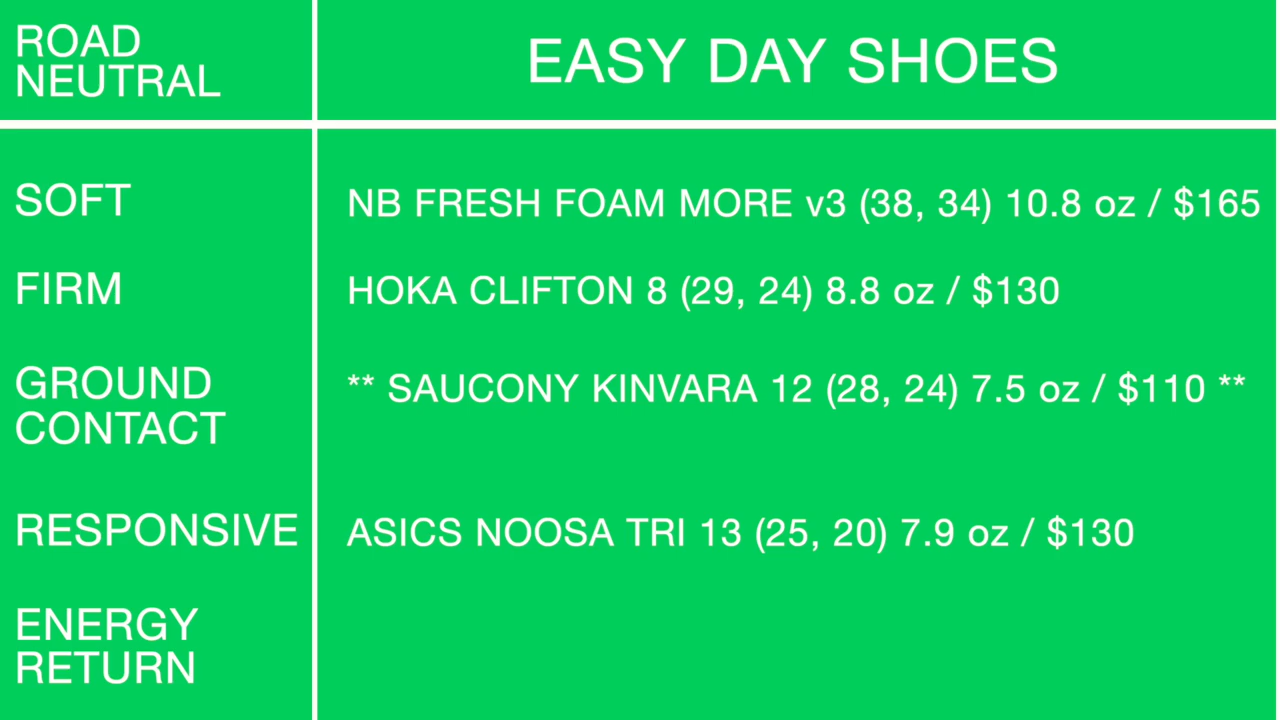 ROAD
NEUTRAL
EASY DAY SHOES
SOFT
NB FRESH FOAM MORE v3 (38, 34) 10.8 oz / $165
FIRM
HOKA CLIFTON 8 (29, 24) 8.8 oz / $130
GROUND
CONTACT
** SAUCONY KINVARA 12 (28, 24) 7.5 oz / $110 **
RESPONSIVE
ASICS NOOSA TRI 13 (25, 20) 7.9 oz / $130
ENERGY
RETURN